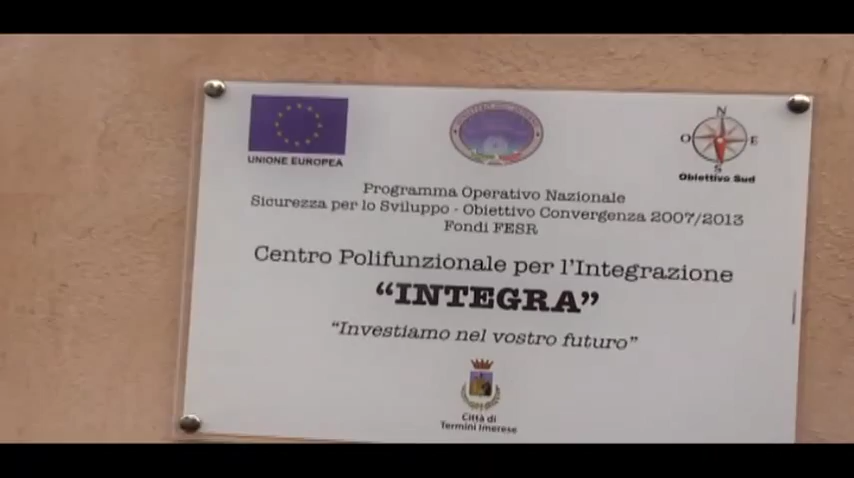 UNIONE EUROPEA
N
O E
S
Obiettivo Sud
Programma Operativo Nazionale
Sicurezza per lo Sviluppo - Obiettivo Convergenza 2007/2013
Fondi FESR
Centro Polifunzionale per l'Integrazione
“INTEGRA”
“Investiamo nel vostro futuro”
Città di
Termini Imerese